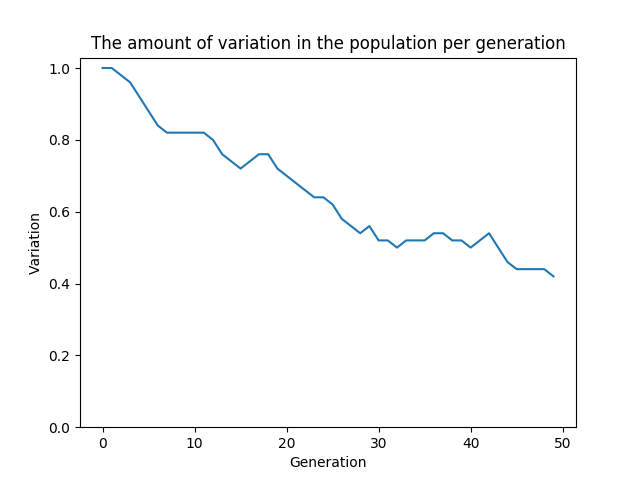 The amount of variation in the population per generation
1.0
0.8
0.6
0.4
0.2
0.0
Variation
0 10 20 30 40 50
Generation